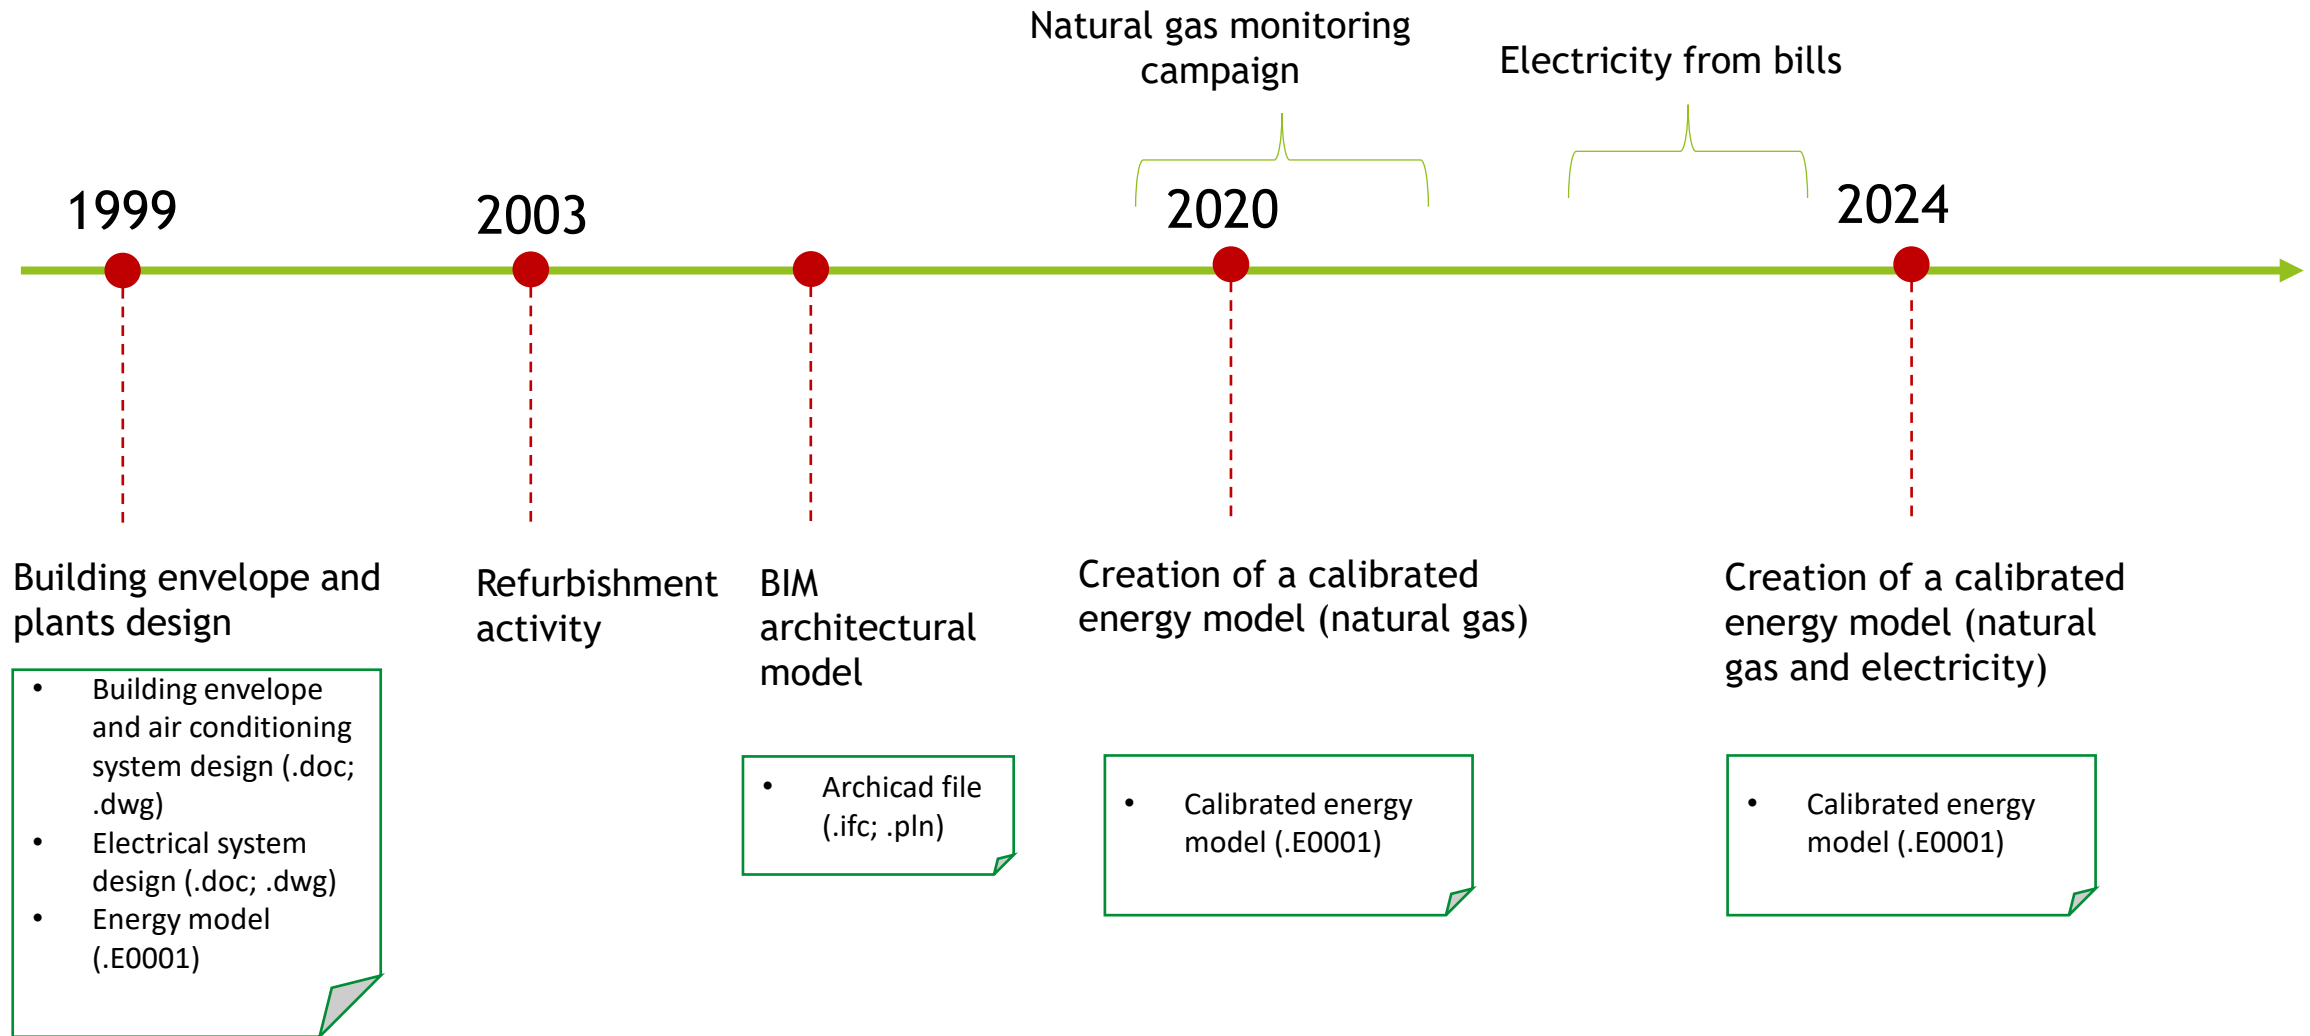 Natural gas monitoring
campaign
Electricity from bills
1999
2003
2020
2024
Building envelope and
plants design
Refurbishment
activity
BIM
architectural
model
Creation of a calibrated
energy model (natural gas)
Creation of a calibrated
energy model (natural
gas and electricity)
• Building envelope
and air conditioning
system design (.doc;
.dwg)
• Electrical system
design (.doc; .dwg)
• Energy model
(.E0001)
• Archicad file
(.ifc; .pln)
• Calibrated energy
model (.E0001)
• Calibrated energy
model (.E0001)